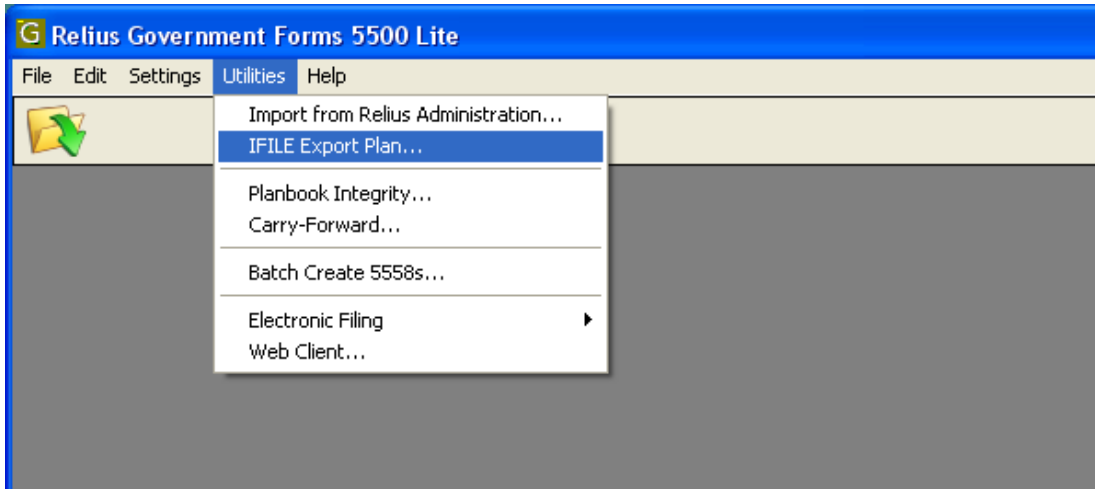 G Relius Government Forms 5500 Lite
File Edit Settings Utilities Help
Import from Relius Administration...
IFILE Export Plan...
Planbook Integrity...
Carry-Forward...
Batch Create 5558s...
Electronic Filing
Web Client...